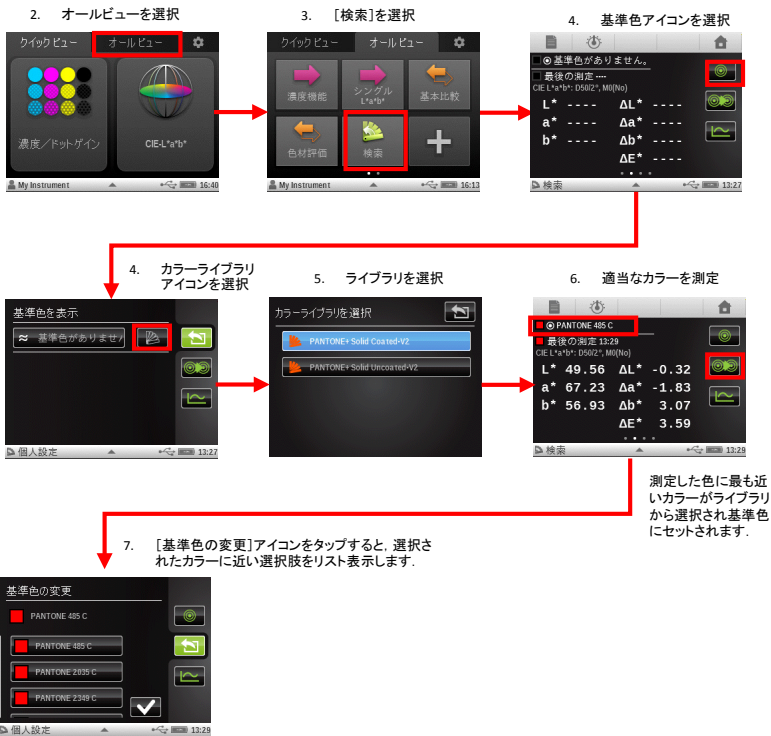 2. オールビューを選択
クイックビュー オールビュー
濃度／ドットゲイン CIE-L*a*b*
My Instrument 16:40
3. ［検索］を選択
クイックビュー オールビュー
濃度機能 シングル L*a*b* 基本比較
色材評価 検索
My Instrument 16:13
4. 基準色アイコンを選択
基準色がありません。
最後の測定 ----
CIE L*a*b*: D50/2°, M0(No)
L* ---- ΔL* ----
a* ---- Δa* ----
b* ---- Δb* ----
ΔE* ----
検索 13:27
4. カラーライブラリ
アイコンを選択
基準色を表示
≈ 基準色がありませ
個人設定 13:27
5. ライブラリを選択
カラーライブラリを選択
PANTONE+ Solid Coated-V2
PANTONE+ Solid Uncoated-V2
6. 適当なカラーを測定
PANTONE 485 C
最後の測定 13:29
CIE L*a*b*: D50/2°, M0(No)
L* 49.56 ΔL* -0.32
a* 67.23 Δa* -1.83
b* 56.93 Δb* 3.07
ΔE* 3.59
検索 13:29
測定した色に最も近
いカラーがライブラリ
から選択され基準色
にセットされます.
7. ［基準色の変更］アイコンをタップすると, 選択さ
れたカラーに近い選択肢をリスト表示します.
基準色の変更
PANTONE 485 C
PANTONE 485 C
PANTONE 2035 C
PANTONE 2349 C
個人設定 13:29